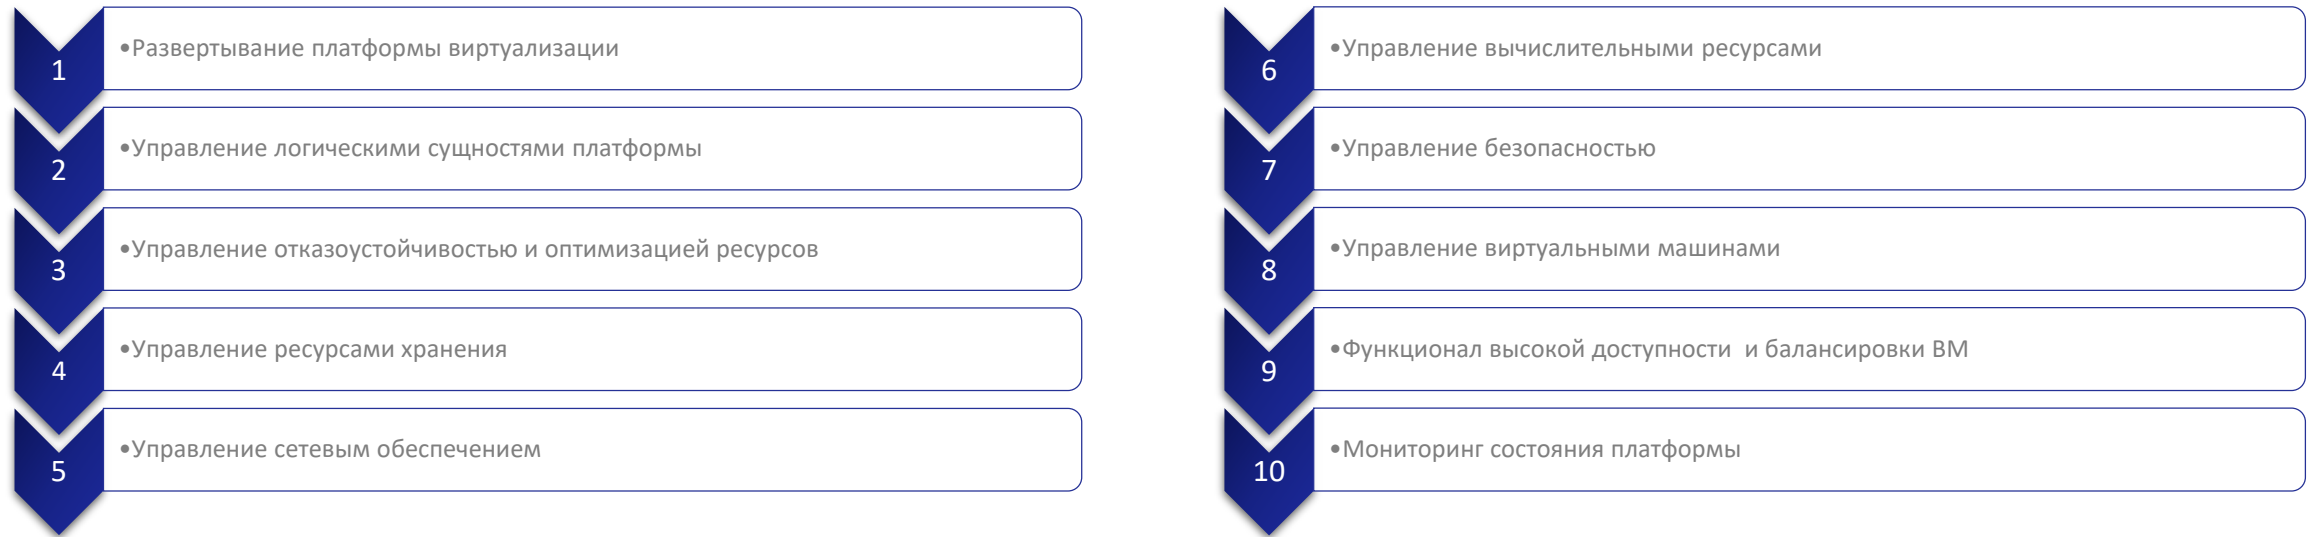 1
•Развертывание платформы виртуализации
2
•Управление логическими сущностями платформы
3
•Управление отказоустойчивостью и оптимизацией ресурсов
4
•Управление ресурсами хранения
5
•Управление сетевым обеспечением
6
•Управление вычислительными ресурсами
7
•Управление безопасностью
8
•Управление виртуальными машинами
9
•Функционал высокой доступности  и балансировки ВМ
10
•Мониторинг состояния платформы